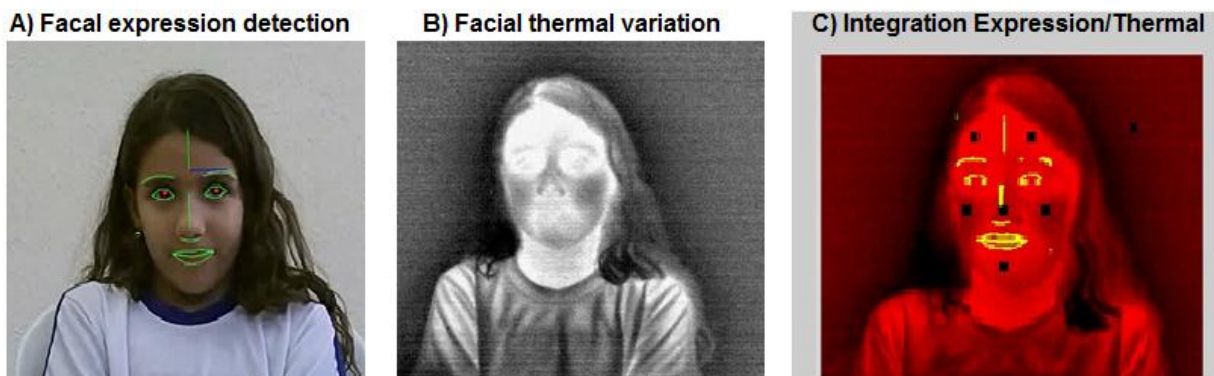 A) Facal expression detection
B) Facial thermal variation
C) Integration Expression/Thermal